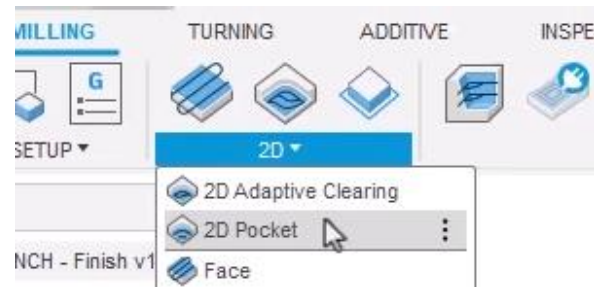 MILLING TURNING ADDITIVE INSPE
G
SETUP 2D
2D Adaptive Clearing
2D Pocket
NCH - Finish v1
Face